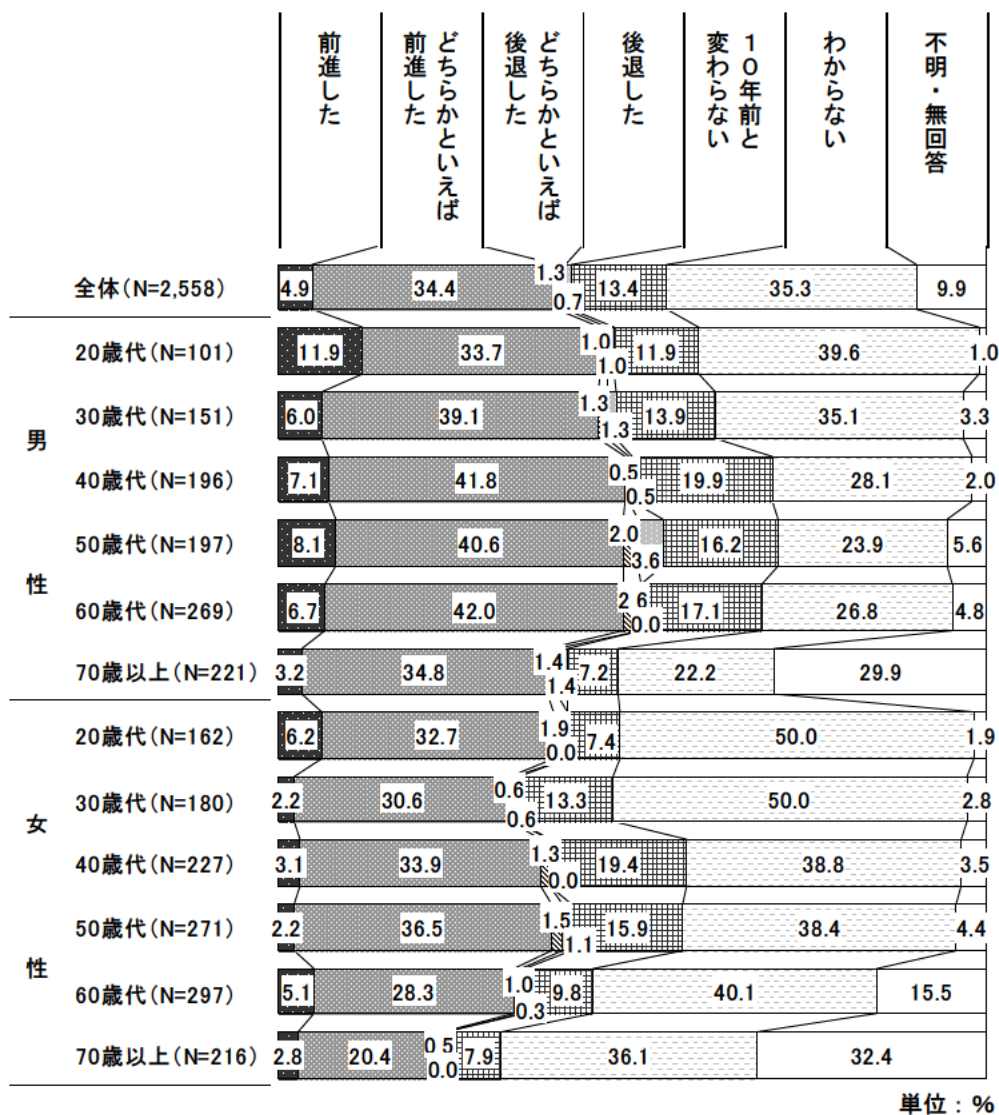 前進した
どちらかといえば
前進した
どちらかといえば
後退した
後退した
10年前と
変わらない
わからない
不明・無回答
全体(N=2,558)
4.9 34.4 1.3 0.7 13.4 35.3 9.9
男性
20歳代(N=101)
11.9 33.7 1.0 1.0 11.9 39.6 1.0
30歳代(N=151)
6.0 39.1 1.3 1.3 13.9 35.1 3.3
40歳代(N=196)
7.1 41.8 0.5 0.5 19.9 28.1 2.0
50歳代(N=197)
8.1 40.6 2.0 3.6 16.2 23.9 5.6
60歳代(N=269)
6.7 42.0 2.6 0.0 17.1 26.8 4.8
70歳以上(N=221)
3.2 34.8 1.4 1.4 7.2 22.2 29.9
女性
20歳代(N=162)
6.2 32.7 1.9 0.0 7.4 50.0 1.9
30歳代(N=180)
2.2 30.6 0.6 0.6 13.3 50.0 2.8
40歳代(N=227)
3.1 33.9 1.3 0.0 19.4 38.8 3.5
50歳代(N=271)
2.2 36.5 1.5 1.1 15.9 38.4 4.4
60歳代(N=297)
5.1 28.3 1.0 0.3 9.8 40.1 15.5
70歳以上(N=216)
2.8 20.4 0.5 0.0 7.9 36.1 32.4
単位：%